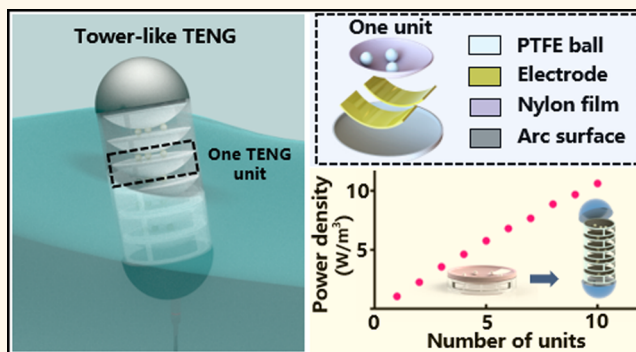 Tower-like TENG
One TENG
unit
One unit
PTFE ball
Electrode
Nylon film
Arc surface
Power density
(W/m³)
10
5
0
5
10
Number of units